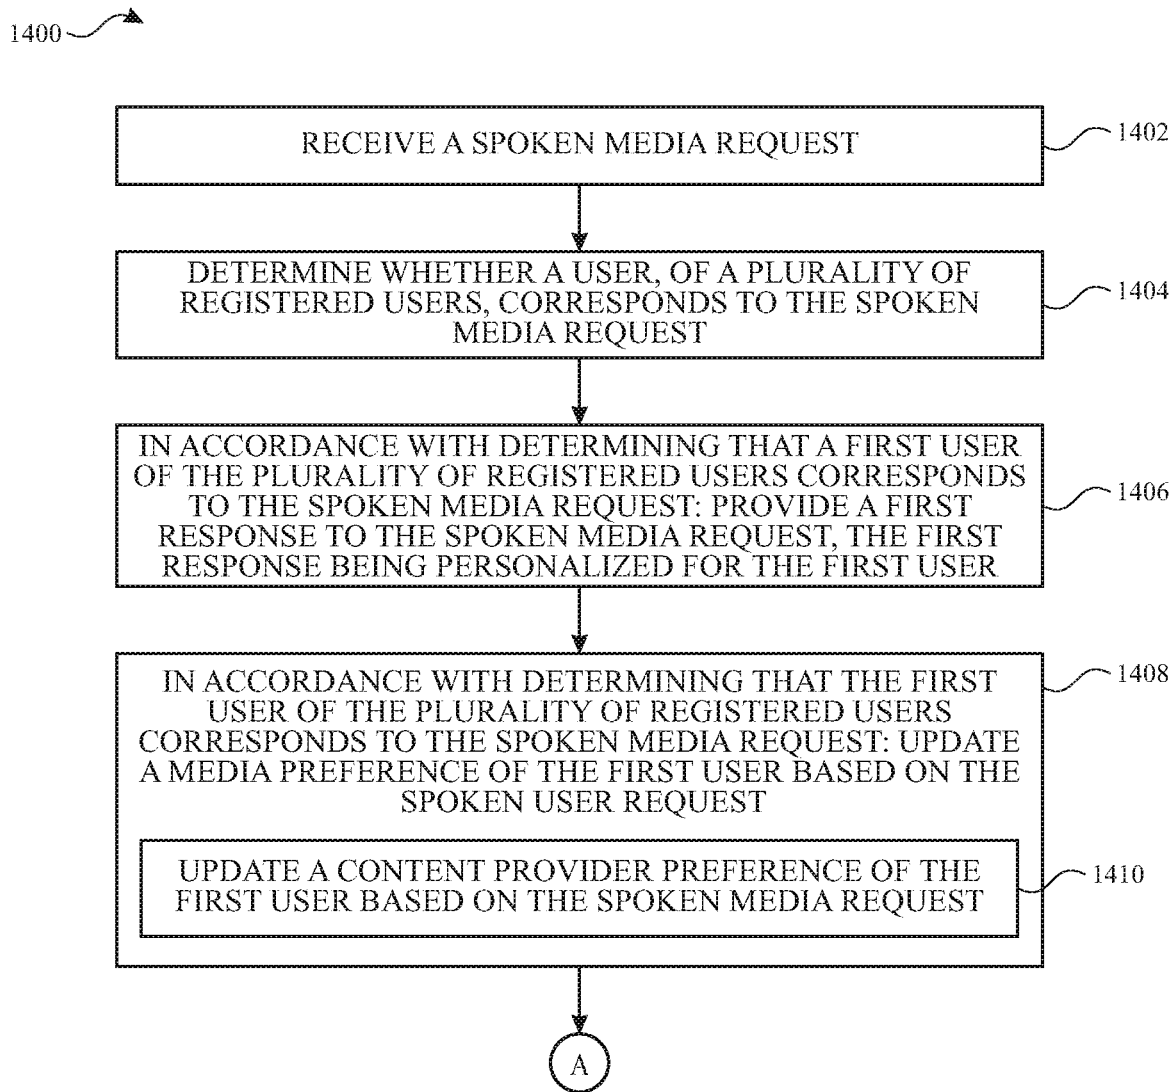 1400
RECEIVE A SPOKEN MEDIA REQUEST
1402
DETERMINE WHETHER A USER, OF A PLURALITY OF
REGISTERED USERS, CORRESPONDS TO THE SPOKEN
MEDIA REQUEST
1404
IN ACCORDANCE WITH DETERMINING THAT A FIRST USER
OF THE PLURALITY OF REGISTERED USERS CORRESPONDS
TO THE SPOKEN MEDIA REQUEST: PROVIDE A FIRST
RESPONSE TO THE SPOKEN MEDIA REQUEST, THE FIRST
RESPONSE BEING PERSONALIZED FOR THE FIRST USER
1406
IN ACCORDANCE WITH DETERMINING THAT THE FIRST
USER OF THE PLURALITY OF REGISTERED USERS
CORRESPONDS TO THE SPOKEN MEDIA REQUEST: UPDATE
A MEDIA PREFERENCE OF THE FIRST USER BASED ON THE
SPOKEN USER REQUEST
1408
UPDATE A CONTENT PROVIDER PREFERENCE OF THE
FIRST USER BASED ON THE SPOKEN MEDIA REQUEST
1410
A